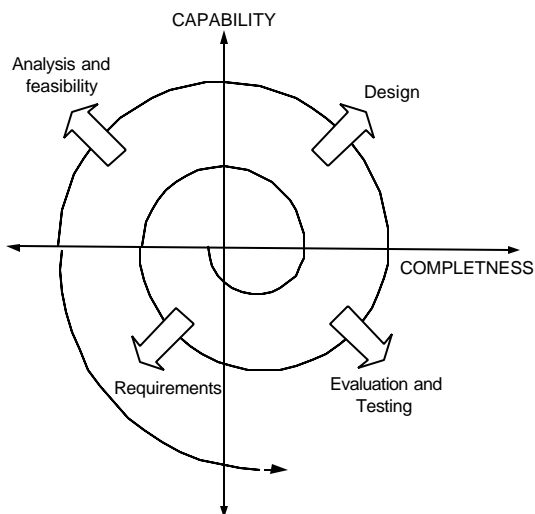 CAPABILITY
Analysis and
feasibility
Design
COMPLETNESS
Requirements
Evaluation and
Testing